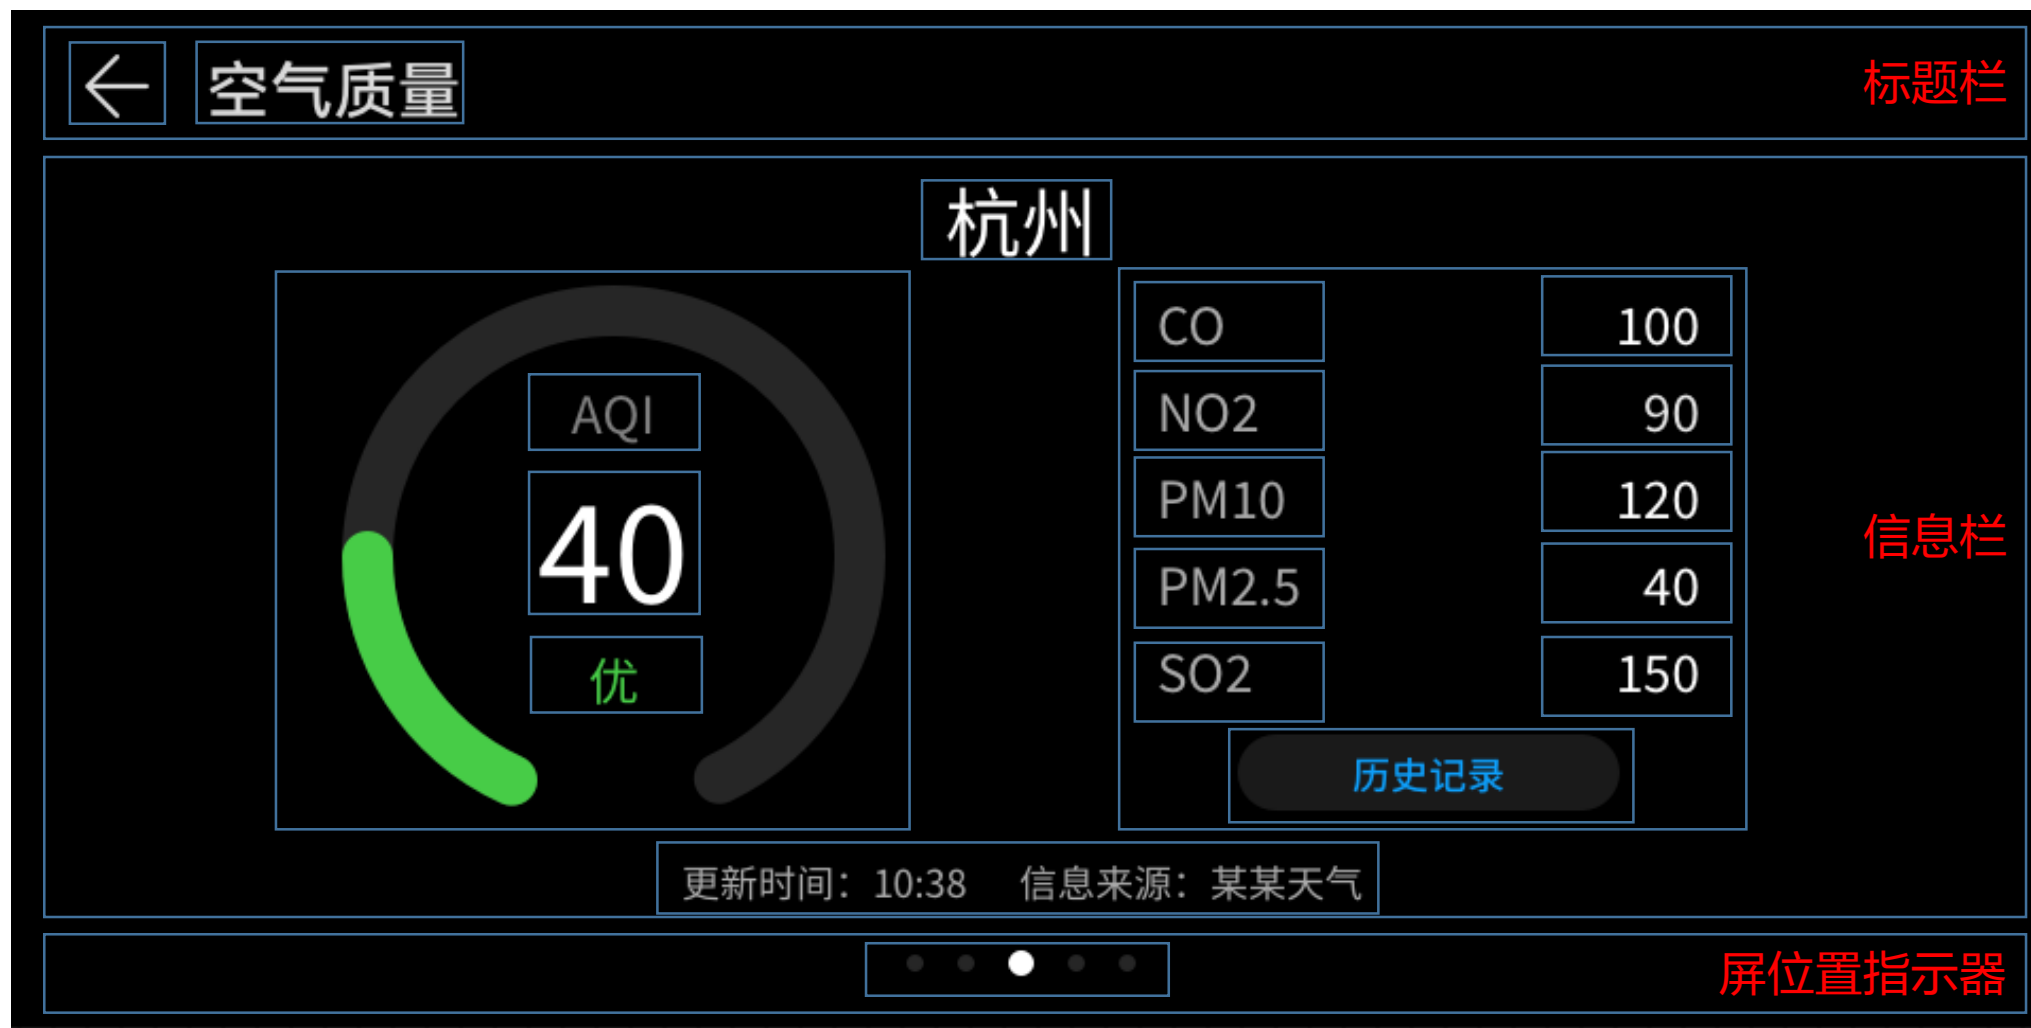 空气质量
标题栏
杭州
AQI
40
优
CO 100
NO2 90
PM10 120
PM2.5 40
SO2 150
历史记录
信息栏
更新时间：10:38 信息来源：某某天气
屏位置指示器